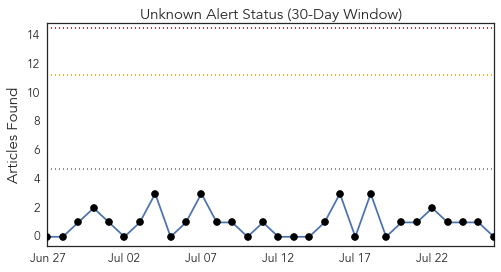 Unknown Alert Status (30-Day Window)
Articles Found
14
12
10
8
6
4
2
0
Jun 27 Jul 02 Jul 07 Jul 12 Jul 17 Jul 22